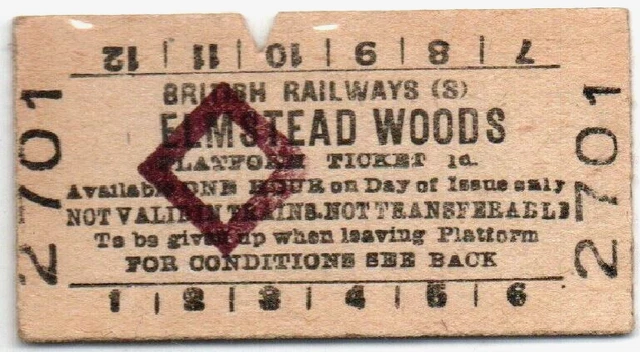 12 | 11 | 10 | 9 | 8 | 7
BRITISH RAILWAYS (S)
ELMSTEAD WOODS
PLATFORM TICKET 1d.
Available ONE HOUR on Day of Issue only
NOT VALID IN TRAINS. NOT TRANSFERABLE
To be given up when leaving Platform
FOR CONDITIONS SEE BACK
1 | 2 | 3 | 4 | 5 | 6
2701
2701